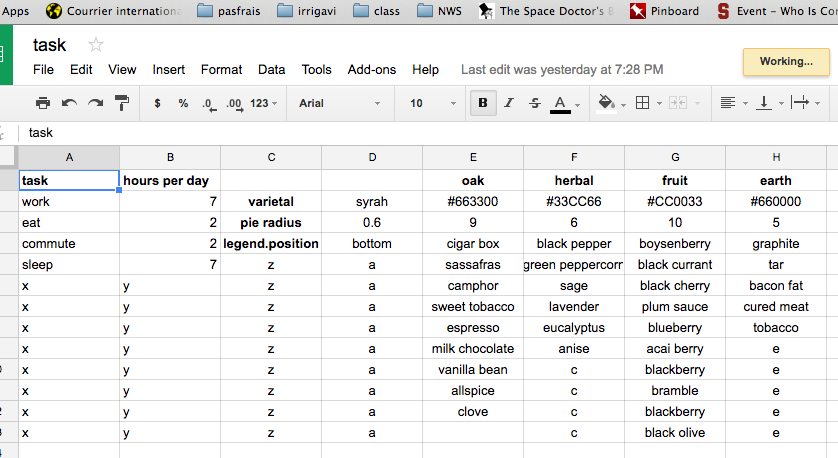 Apps Courrier internationa pasfrais irrigavi class NWS The Space Doctor's B Pinboard Event – Who Is Cor
task
File Edit View Insert Format Data Tools Add-ons Help Last edit was yesterday at 7:28 PM
Working...
$ % .0 .00 123 Arial 10 B I S A
task
A B C D E F G H
task hours per day oak herbal fruit earth
work 7 varietal syrah #663300 #33CC66 #CC0033 #660000
eat 2 pie radius 0.6 9 6 10 5
commute 2 legend.position bottom cigar box black pepper boysenberry graphite
sleep 7 z a sassafras green peppercorr black currant tar
x y z a camphor sage black cherry bacon fat
x y z a sweet tobacco lavender plum sauce cured meat
x y z a espresso eucalyptus blueberry tobacco
x y z a milk chocolate anise acai berry e
x y z a vanilla bean c blackberry e
x y z a allspice c bramble e
x y z a clove c blackberry e
x y z a c black olive e